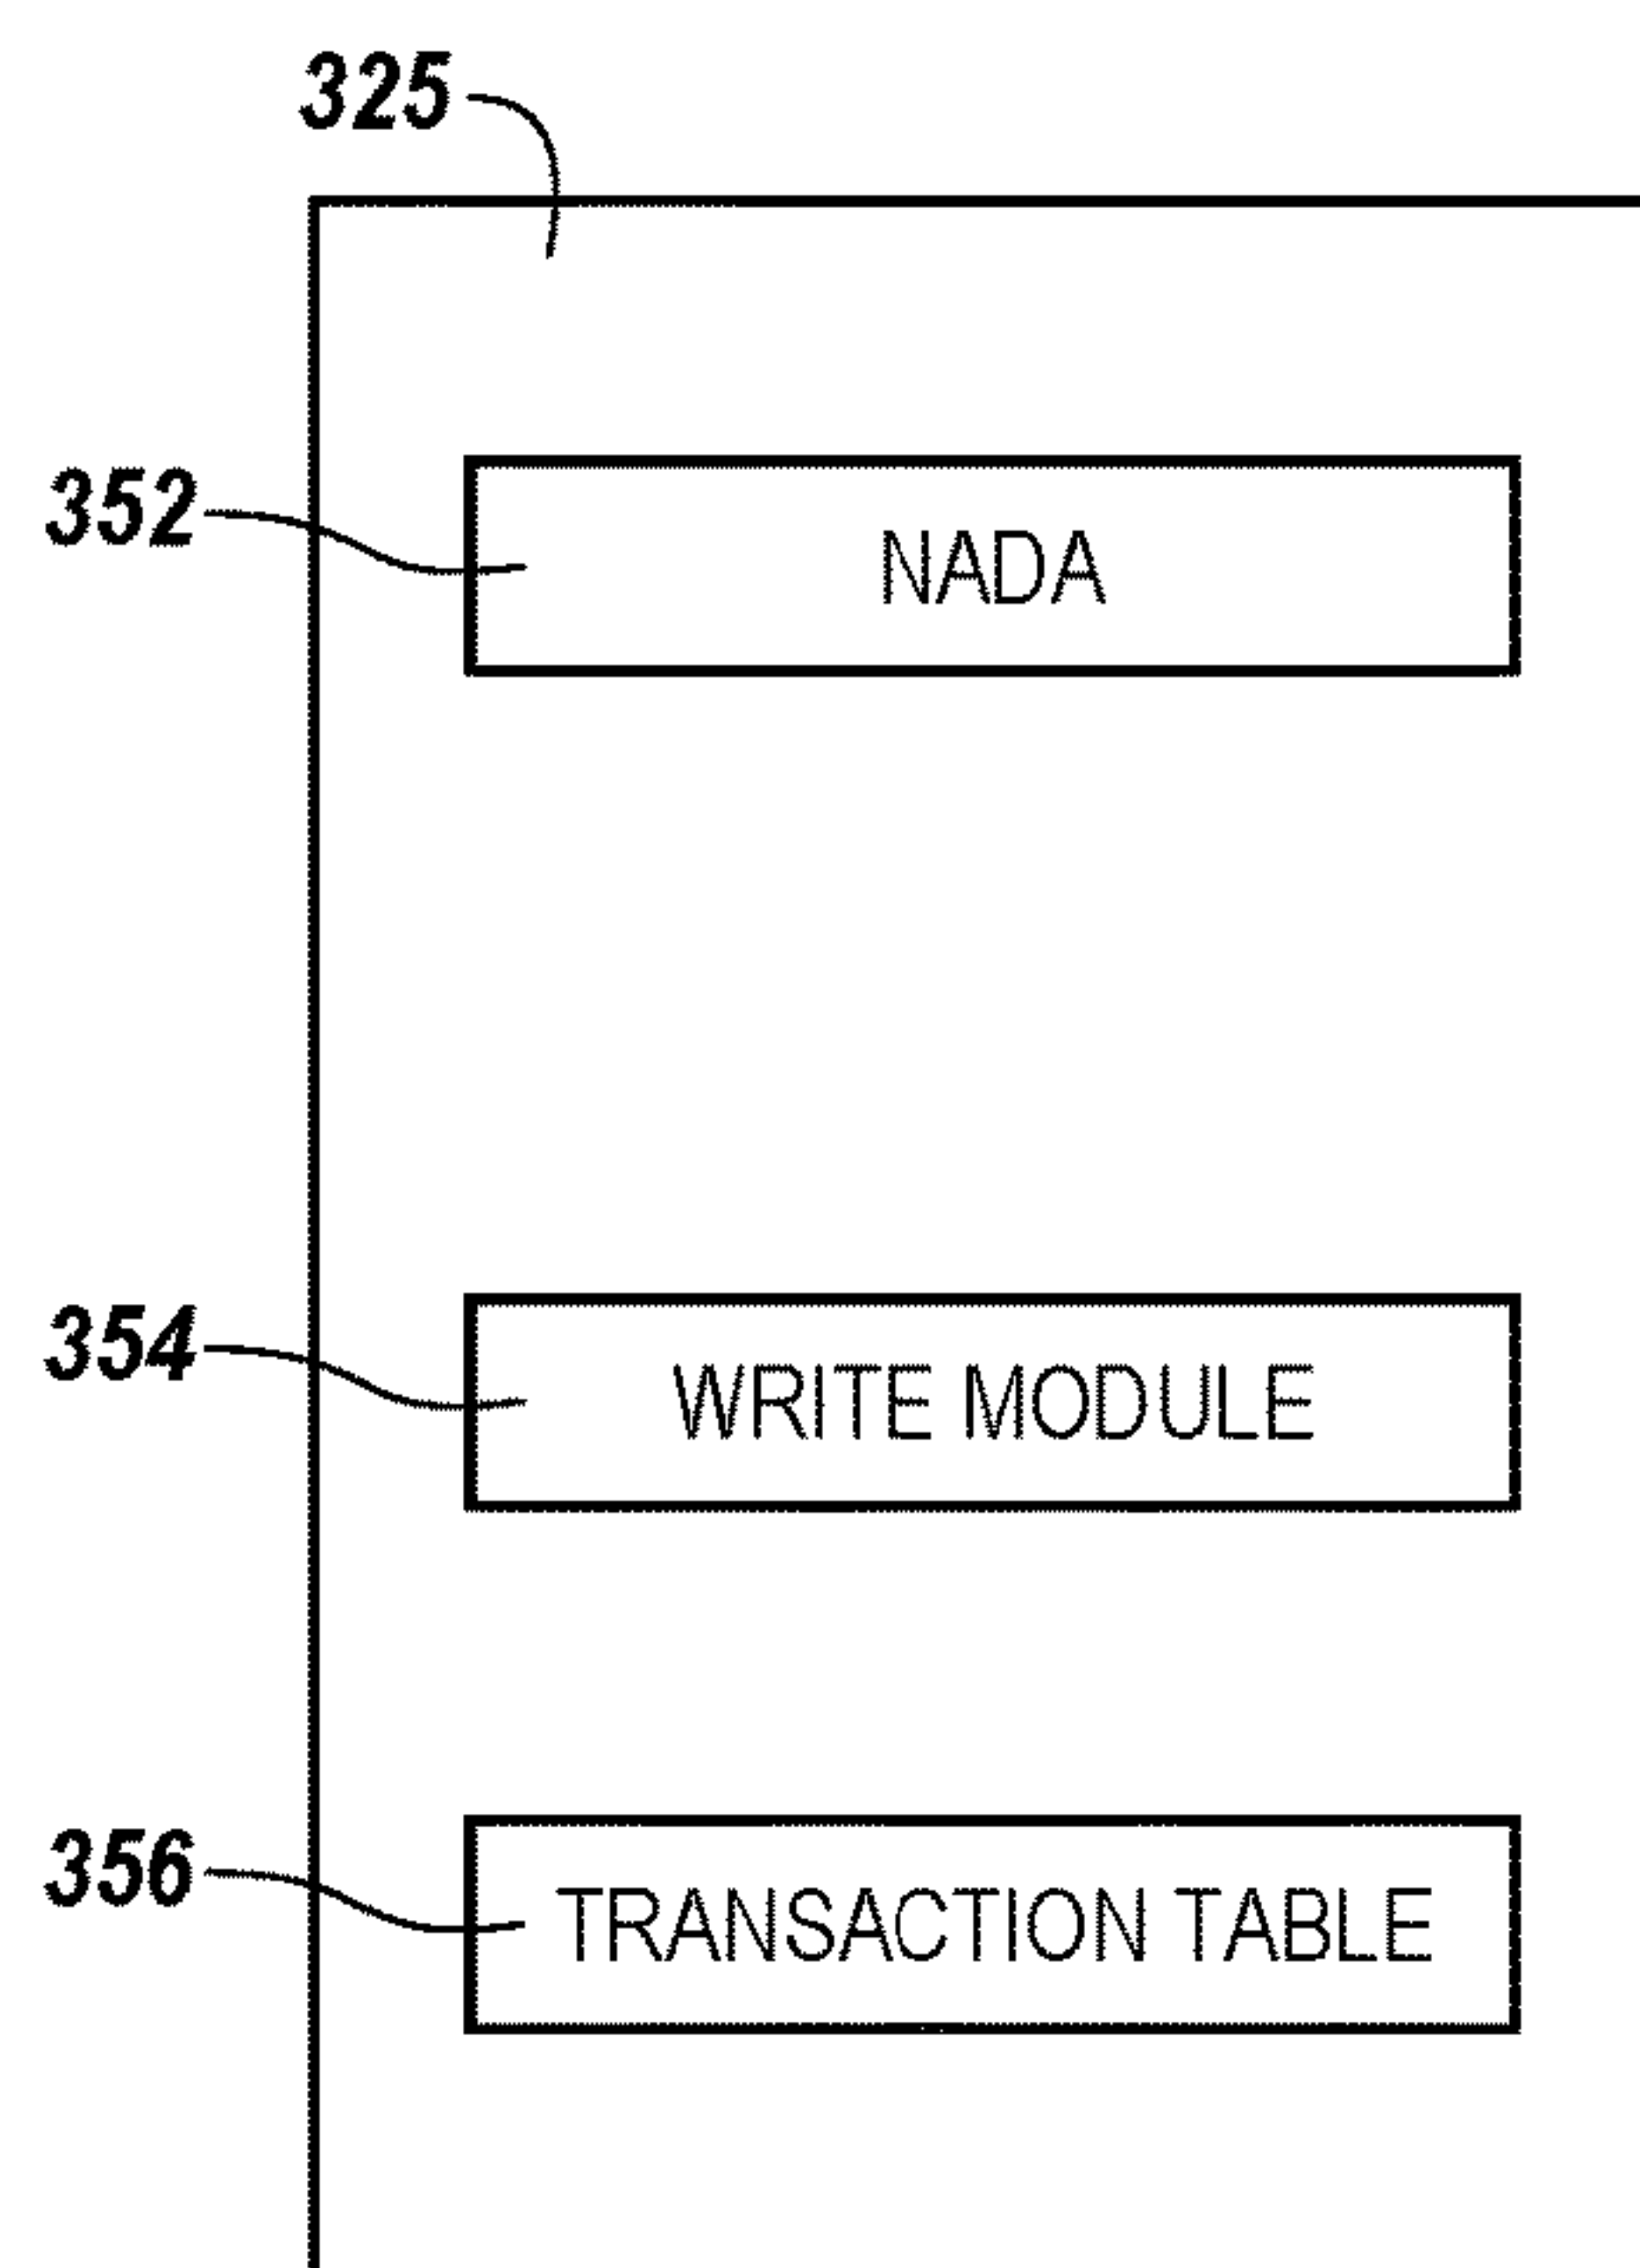 325
352
NADA
354
WRITE MODULE
356
TRANSACTION TABLE